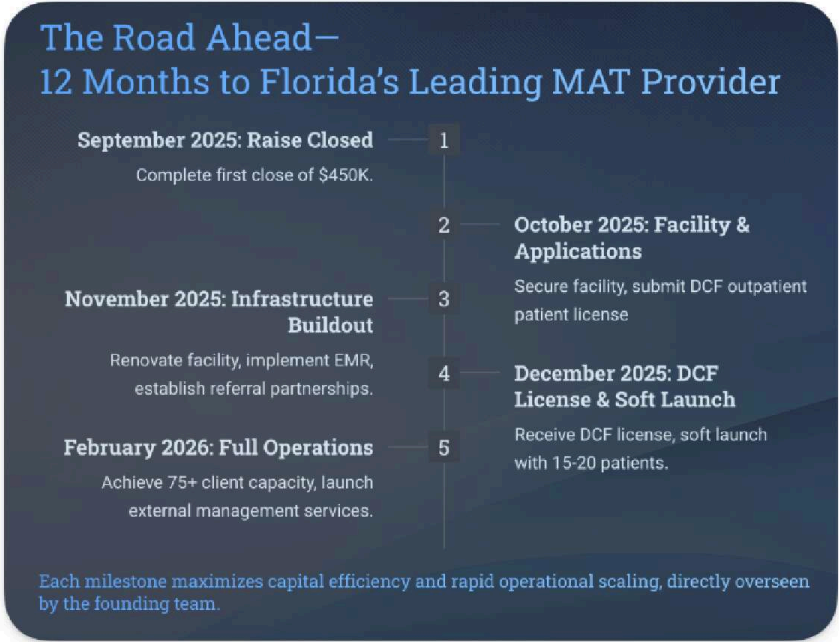 The Road Ahead—
12 Months to Florida's Leading MAT Provider
September 2025: Raise Closed
Complete first close of $450K.
1
2
October 2025: Facility &
Applications
Secure facility, submit DCF outpatient
patient license
November 2025: Infrastructure
Buildout
Renovate facility, implement EMR,
establish referral partnerships.
3
4
December 2025: DCF
License & Soft Launch
Receive DCF license, soft launch
with 15-20 patients.
February 2026: Full Operations
Achieve 75+ client capacity, launch
external management services.
5
Each milestone maximizes capital efficiency and rapid operational scaling, directly overseen
by the founding team.